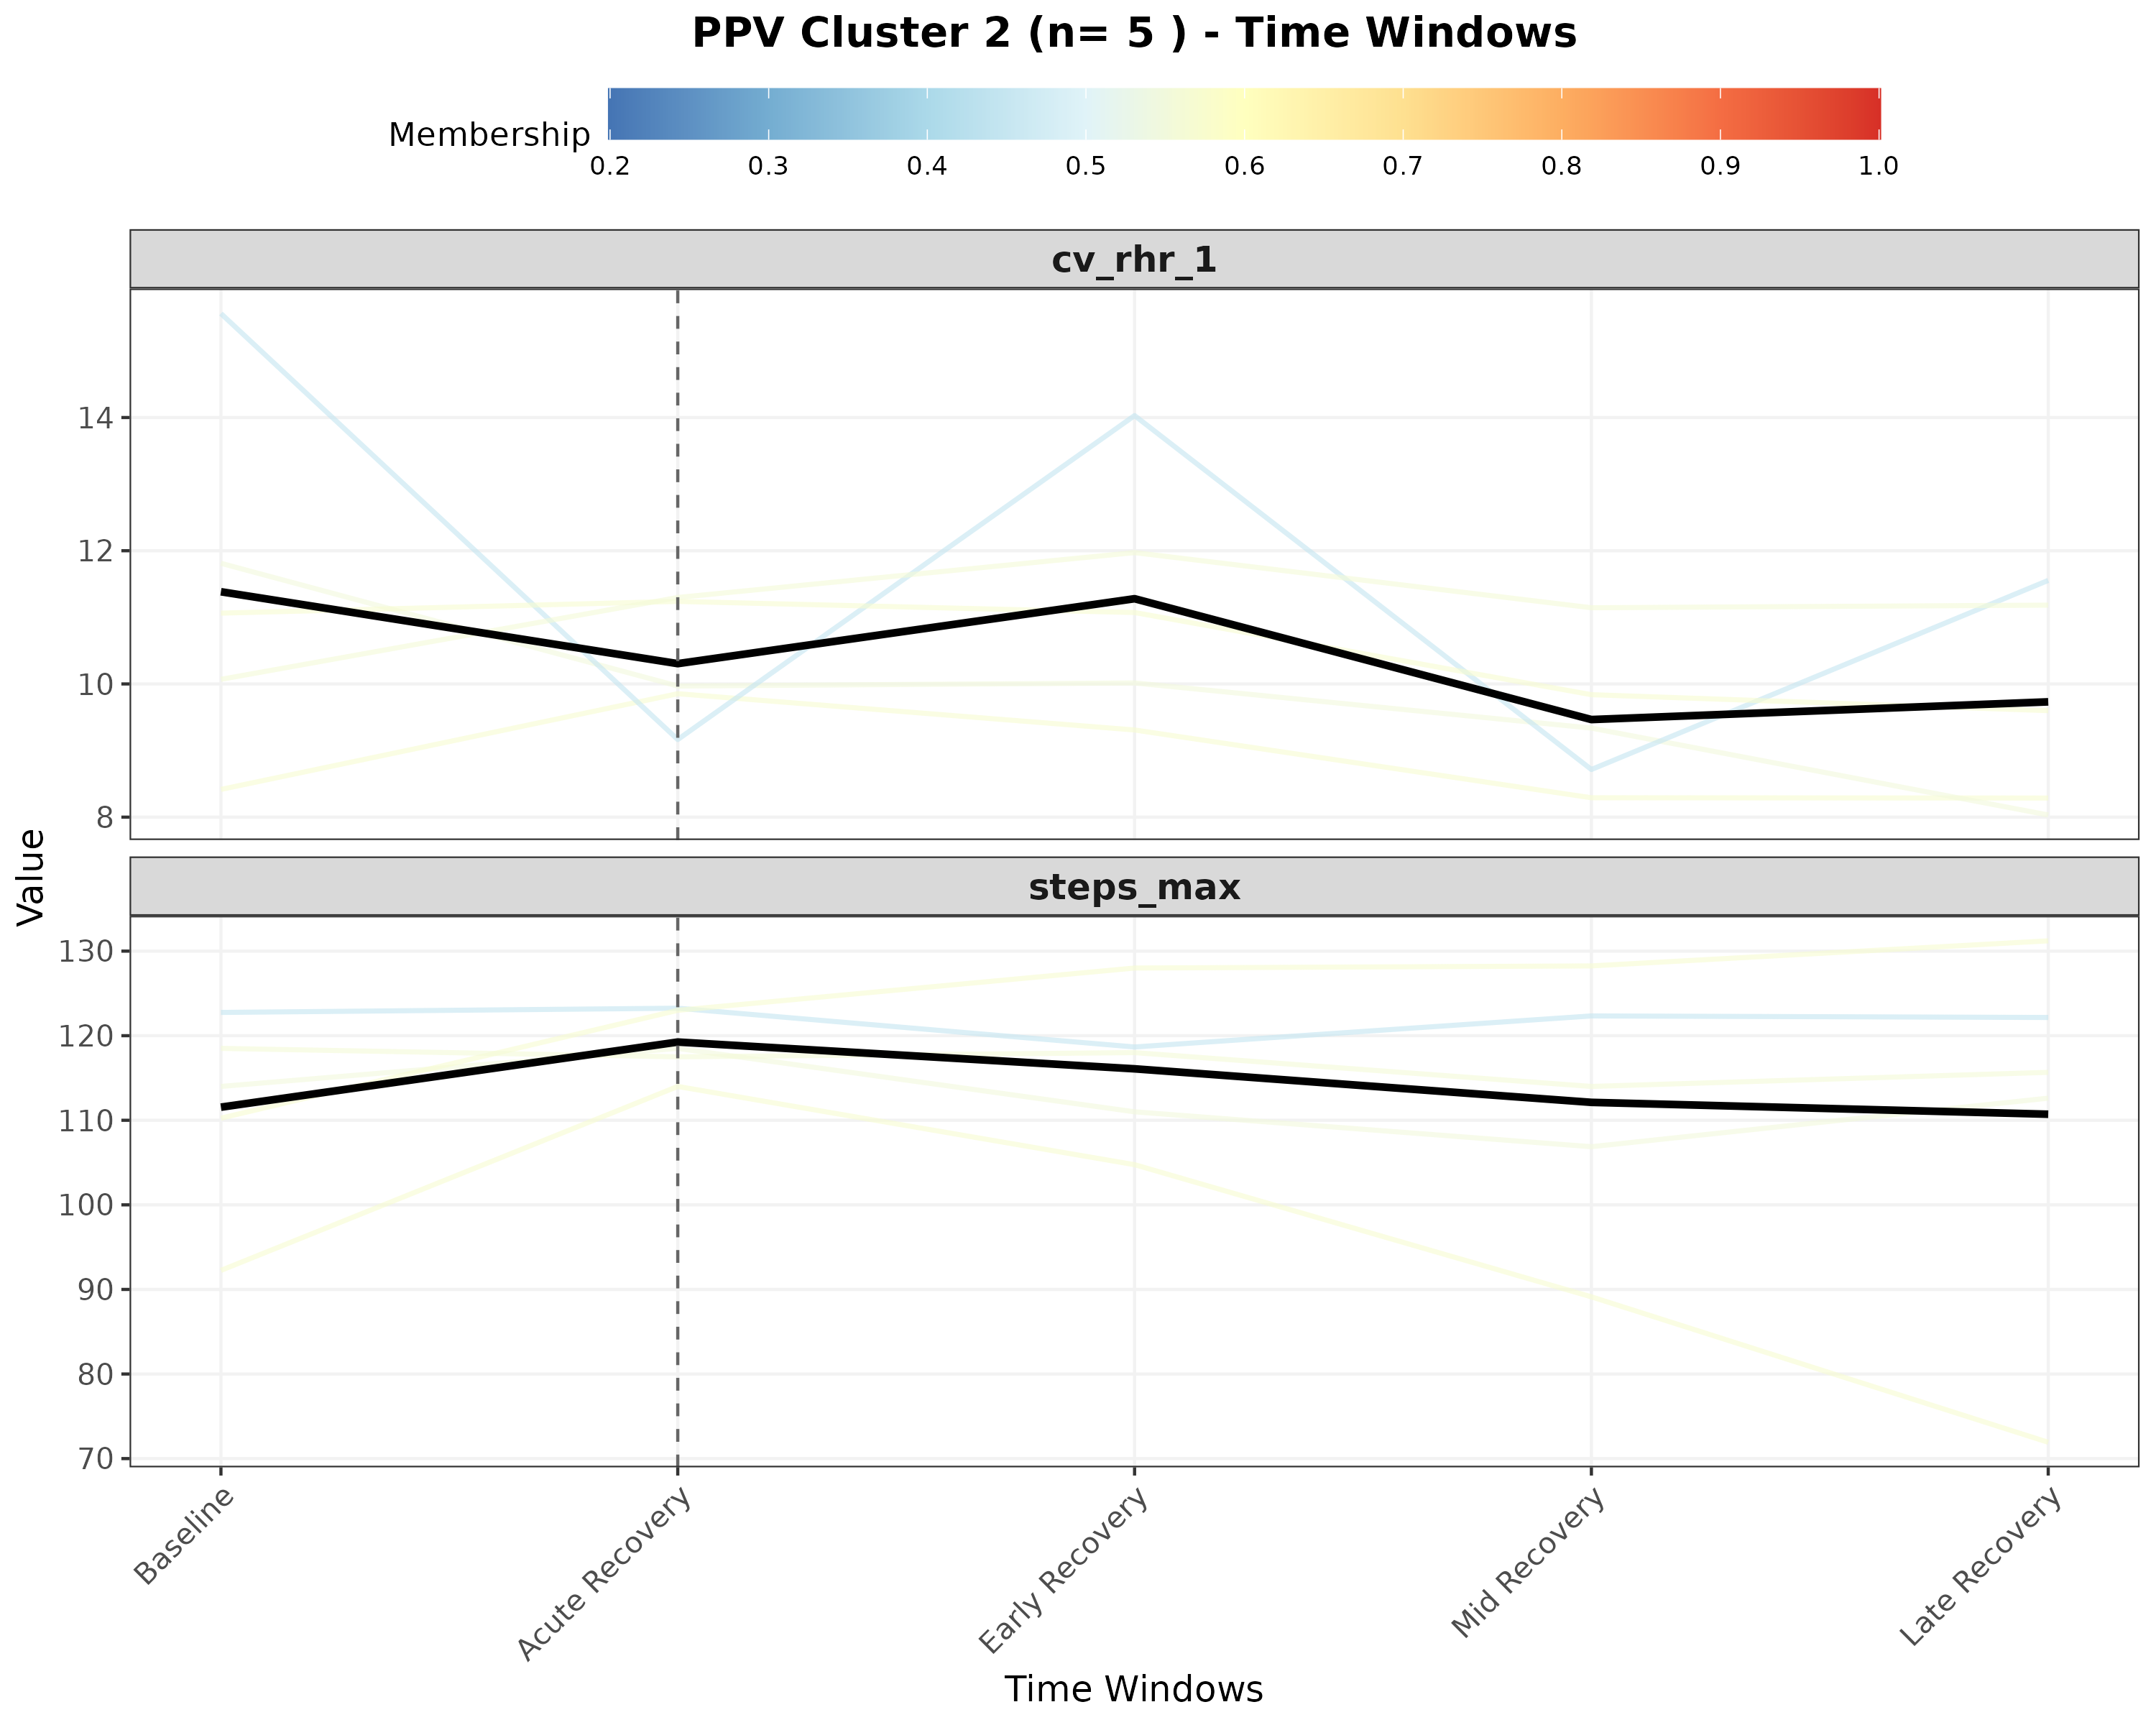 PPV Cluster 2 (n= 5 ) - Time Windows
Membership
0.2 0.3 0.4 0.5 0.6 0.7 0.8 0.9 1.0
cv_rhr_1
14
12
10
8
Value
steps_max
130
120
110
100
90
80
70
Baseline
Acute Recovery
Early Recovery
Mid Recovery
Late Recovery
Time Windows